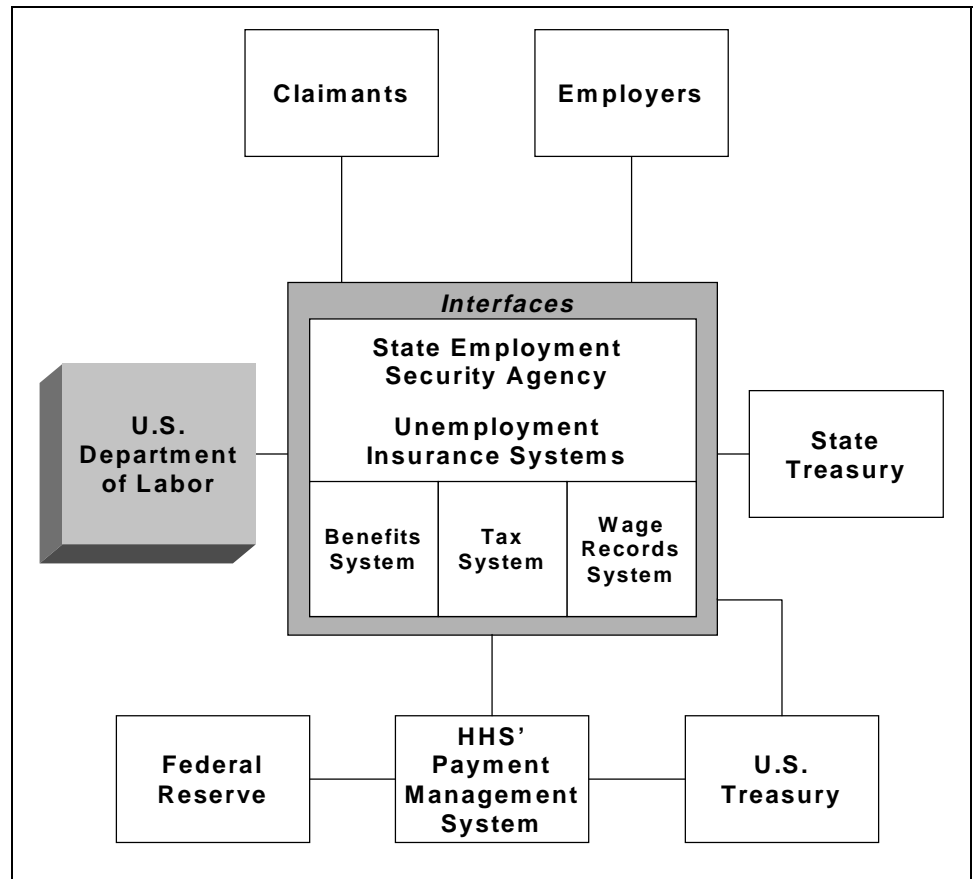 Claimants
Employers
Interfaces
State Employment
Security Agency
Unemployment
Insurance Systems
Benefits
System
Tax
System
Wage
Records
System
U.S.
Department
of Labor
State
Treasury
Federal
Reserve
HHS’
Payment
Management
System
U.S.
Treasury